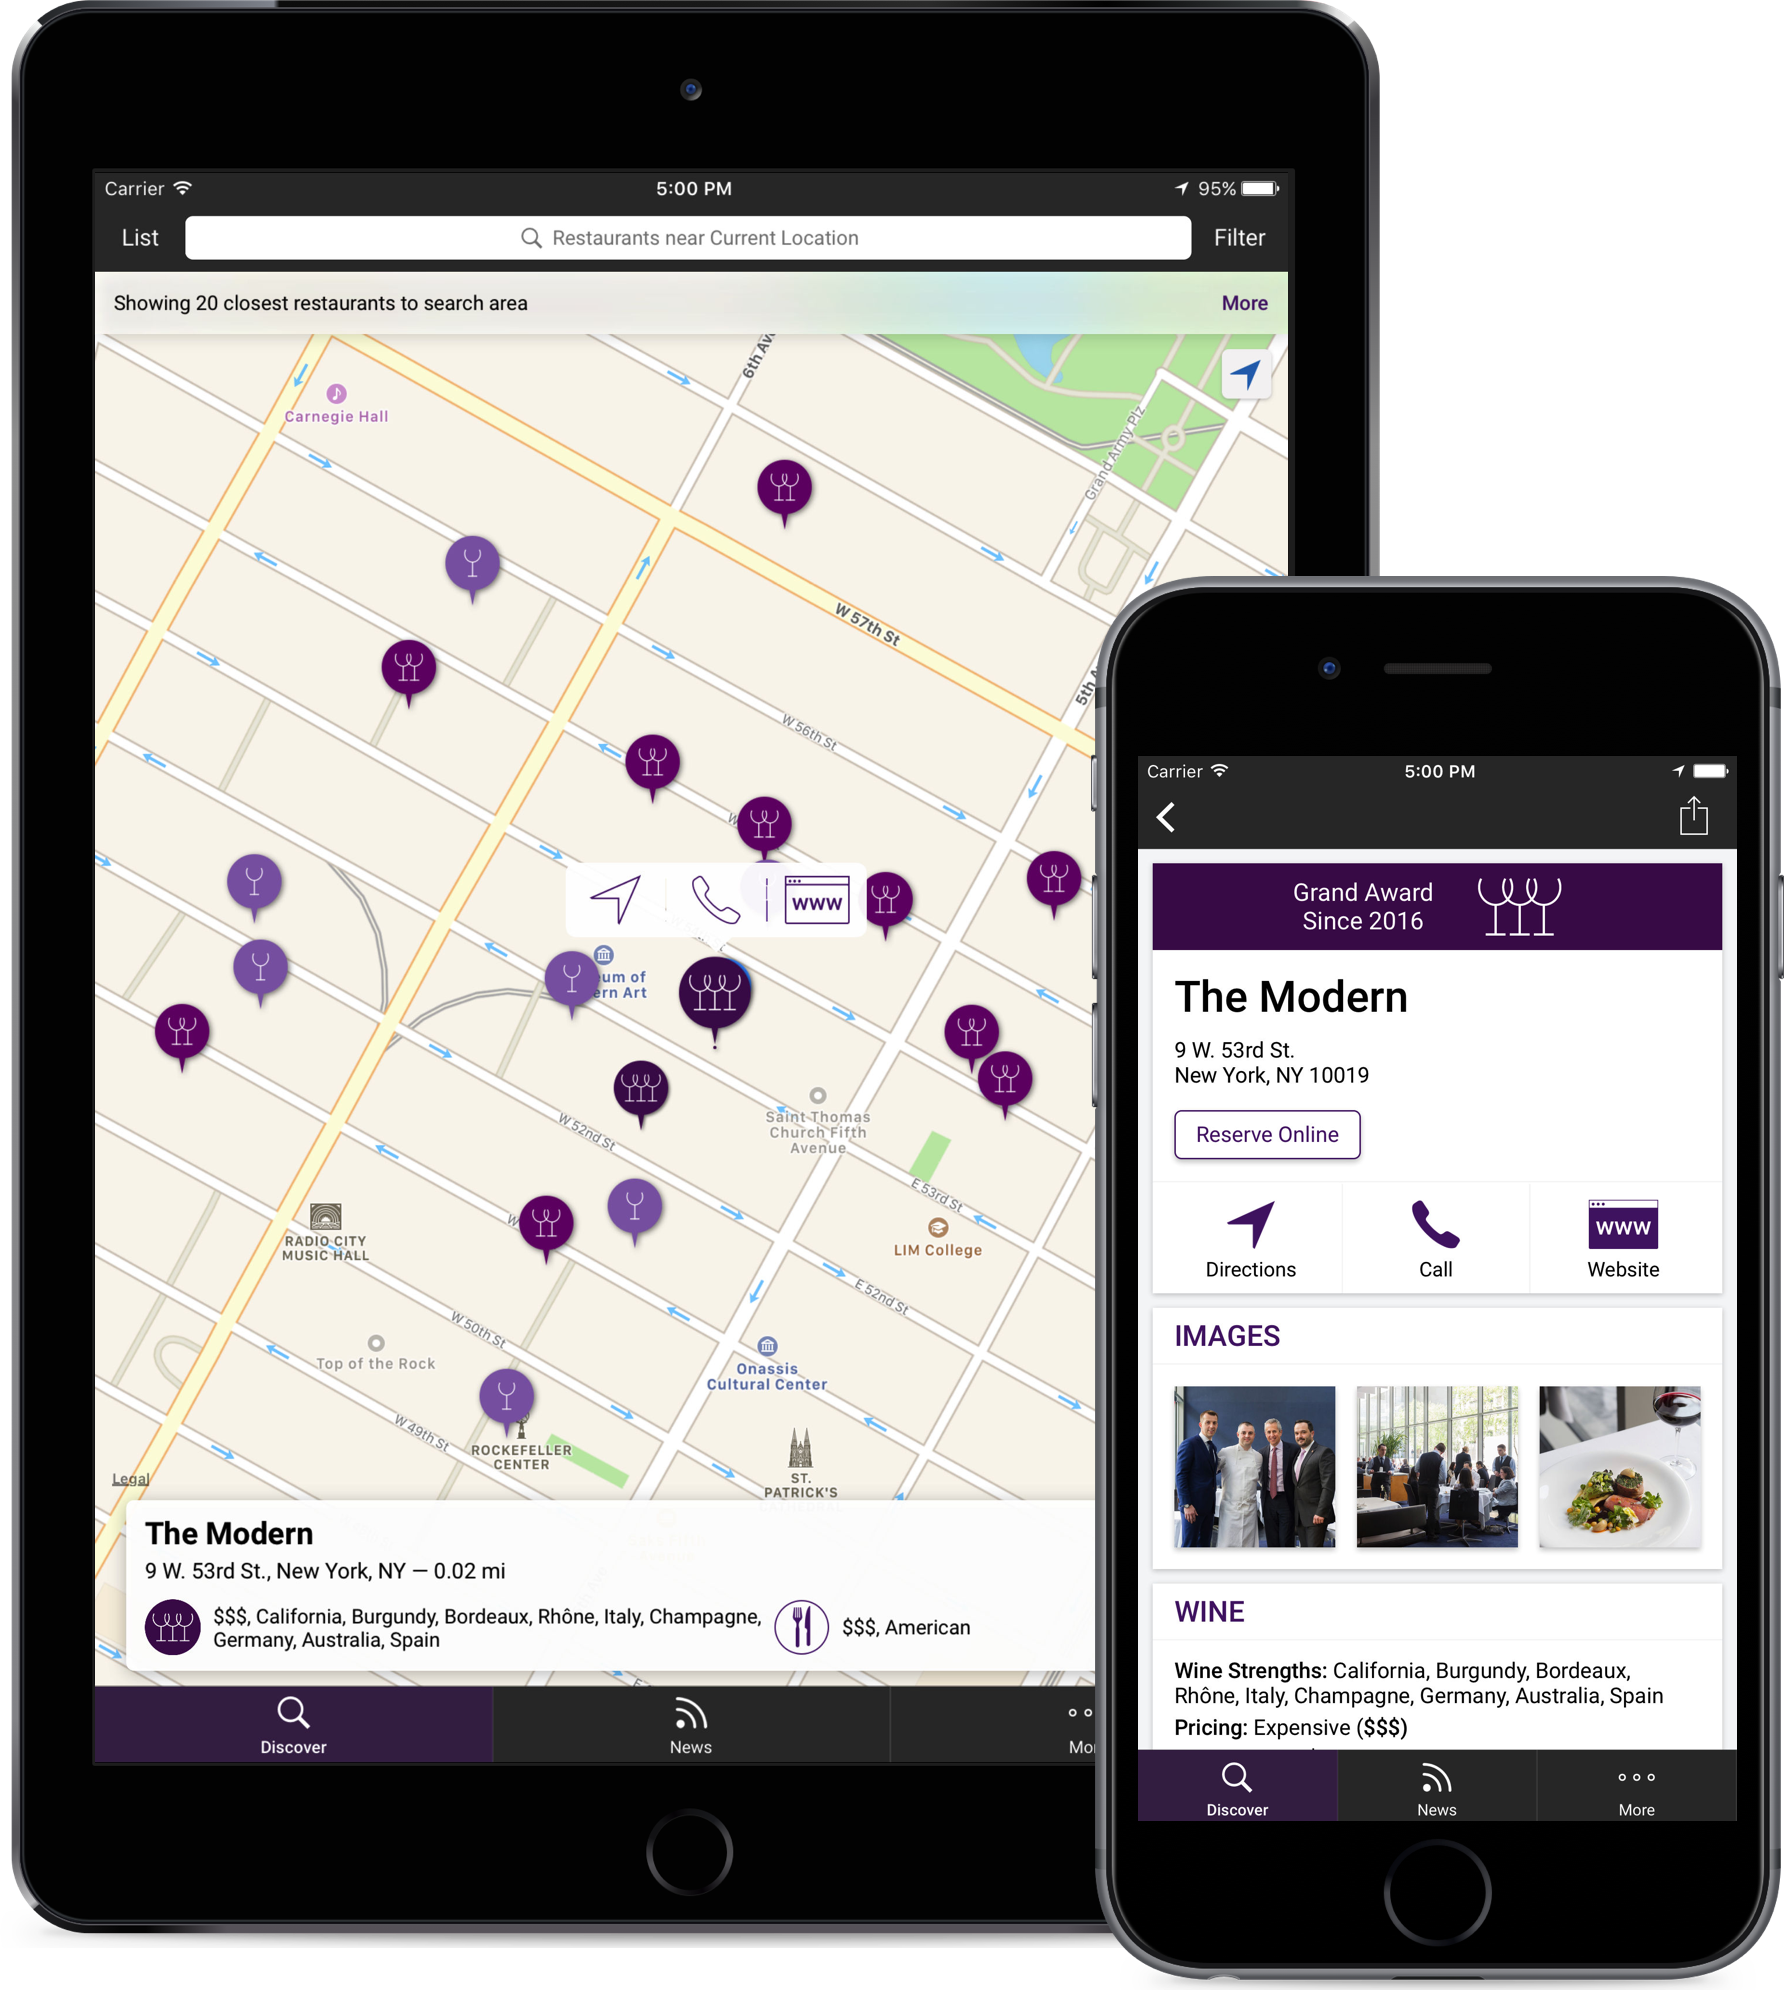 Carrier
5:00 PM
95%
List
Restaurants near Current Location
Filter
Showing 20 closest restaurants to search area
More
6th Av
Carnegie Hall
Grand Army Plz
W 57th St
5th A
W 56th St
W
www
um of
ern Art
Saint Thomas
Church Fifth
Avenue
W 52nd St
E 53rd St
W
LIM College
RADIO CITY
MUSIC HALL
E 52nd St
W 50th St
Top of the Rock
Onassis
Cultural Center
W 49th St
ROCKEFELLER
CENTER
ST.
PATRICK'S
Legal
The Modern
9 W. 53rd St., New York, NY — 0.02 mi
$$$, California, Burgundy, Bordeaux, Rhône, Italy, Champagne,
Germany, Australia, Spain
$$$, American
Discover
News
Mo
Carrier
5:00 PM
Grand Award
Since 2016
The Modern
9 W. 53rd St.
New York, NY 10019
Reserve Online
www
Directions
Call
Website
IMAGES
WINE
Wine Strengths: California, Burgundy, Bordeaux,
Rhône, Italy, Champagne, Germany, Australia, Spain
Pricing: Expensive ($$$)
Discover
News
More